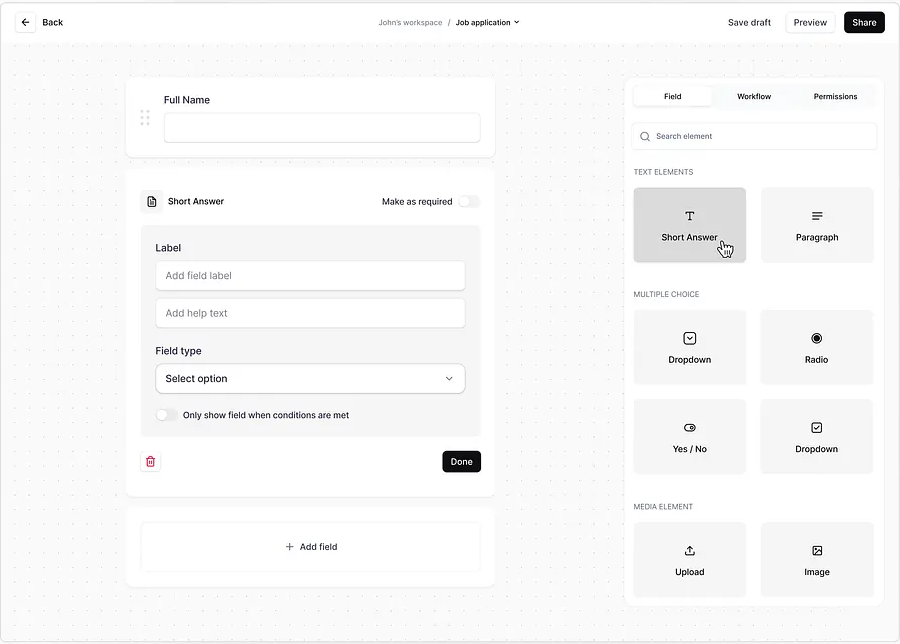 Back
John's workspace / Job application
Save draft
Preview
Share
Full Name
Short Answer
Make as required
Label
Add field label
Add help text
Field type
Select option
Only show field when conditions are met
Done
Add field
Field
Workflow
Permissions
Search element
TEXT ELEMENTS
Short Answer
Paragraph
MULTIPLE CHOICE
Dropdown
Radio
Yes / No
Dropdown
MEDIA ELEMENT
Upload
Image